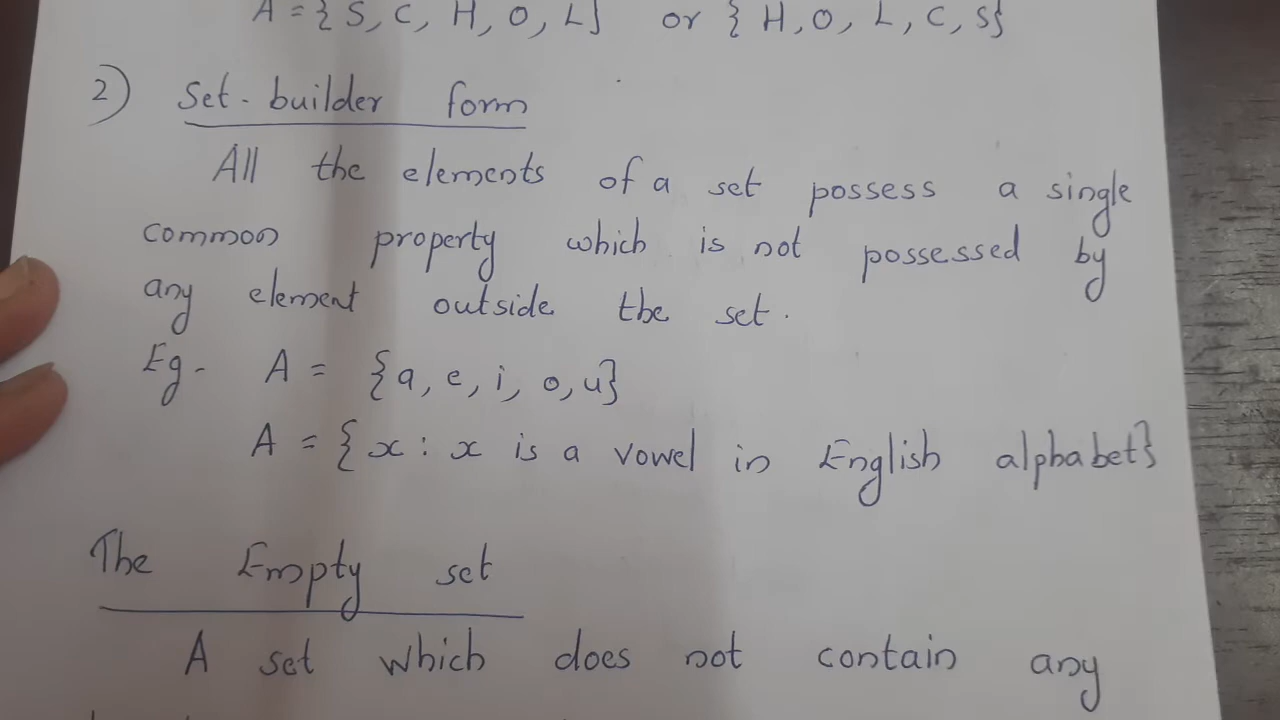 A = {S, C, H, O, L} or { H, O, L, C, S}
2) Set-builder form
All the elements of a set possess a single
common property which is not possessed by
any element outside the set.
Eg- A = {a, e, i, o, u}
A = {x : x is a vowel in English alphabet}
The Empty set
A set which does not contain any